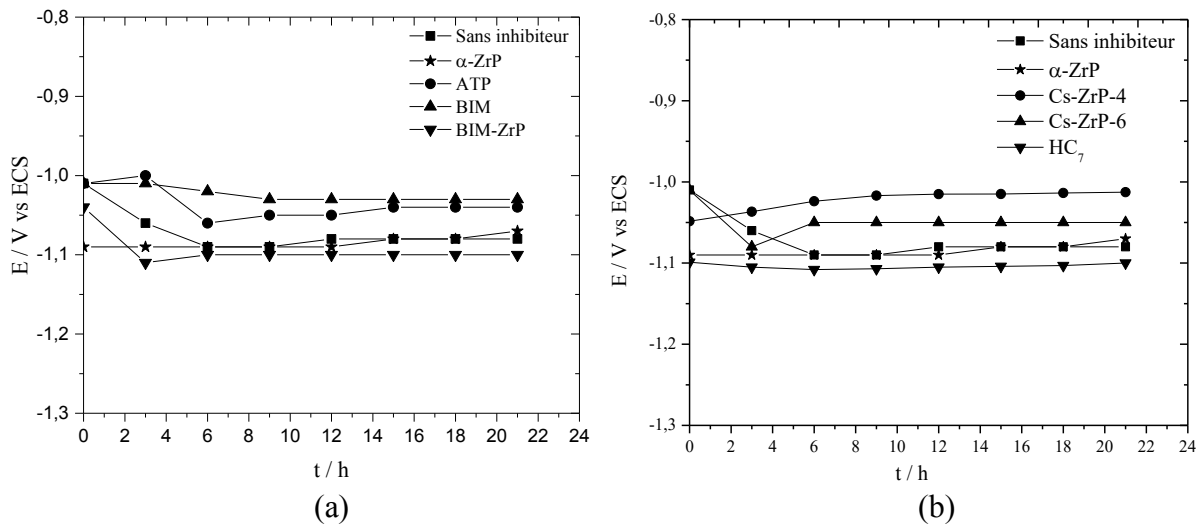 -0,8
-0,9
-1,0
-1,1
-1,2
-1,3
E / V vs ECS
0 2 4 6 8 10 12 14 16 18 20 22 24
t / h
Sans inhibiteur
α-ZrP
ATP
BIM
BIM-ZrP
(a)
-0,8
-0,9
-1,0
-1,1
-1,2
-1,3
E / V vs ECS
0 2 4 6 8 10 12 14 16 18 20 22 24
t / h
Sans inhibiteur
α-ZrP
Cs-ZrP-4
Cs-ZrP-6
HC₇
(b)